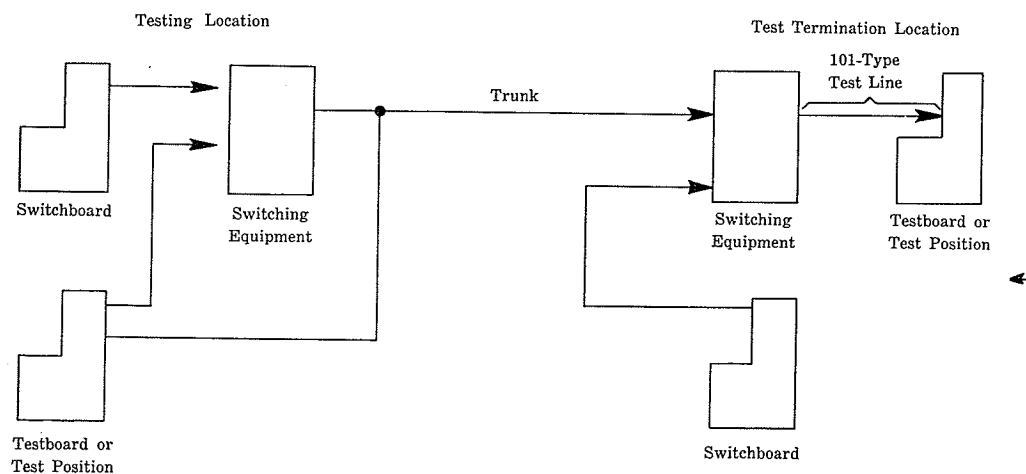 Testing Location
Test Termination Location
101-Type
Test Line
Trunk
Switchboard
Switching
Equipment
Switching
Equipment
Testboard or
Test Position
Testboard or
Test Position
Switchboard